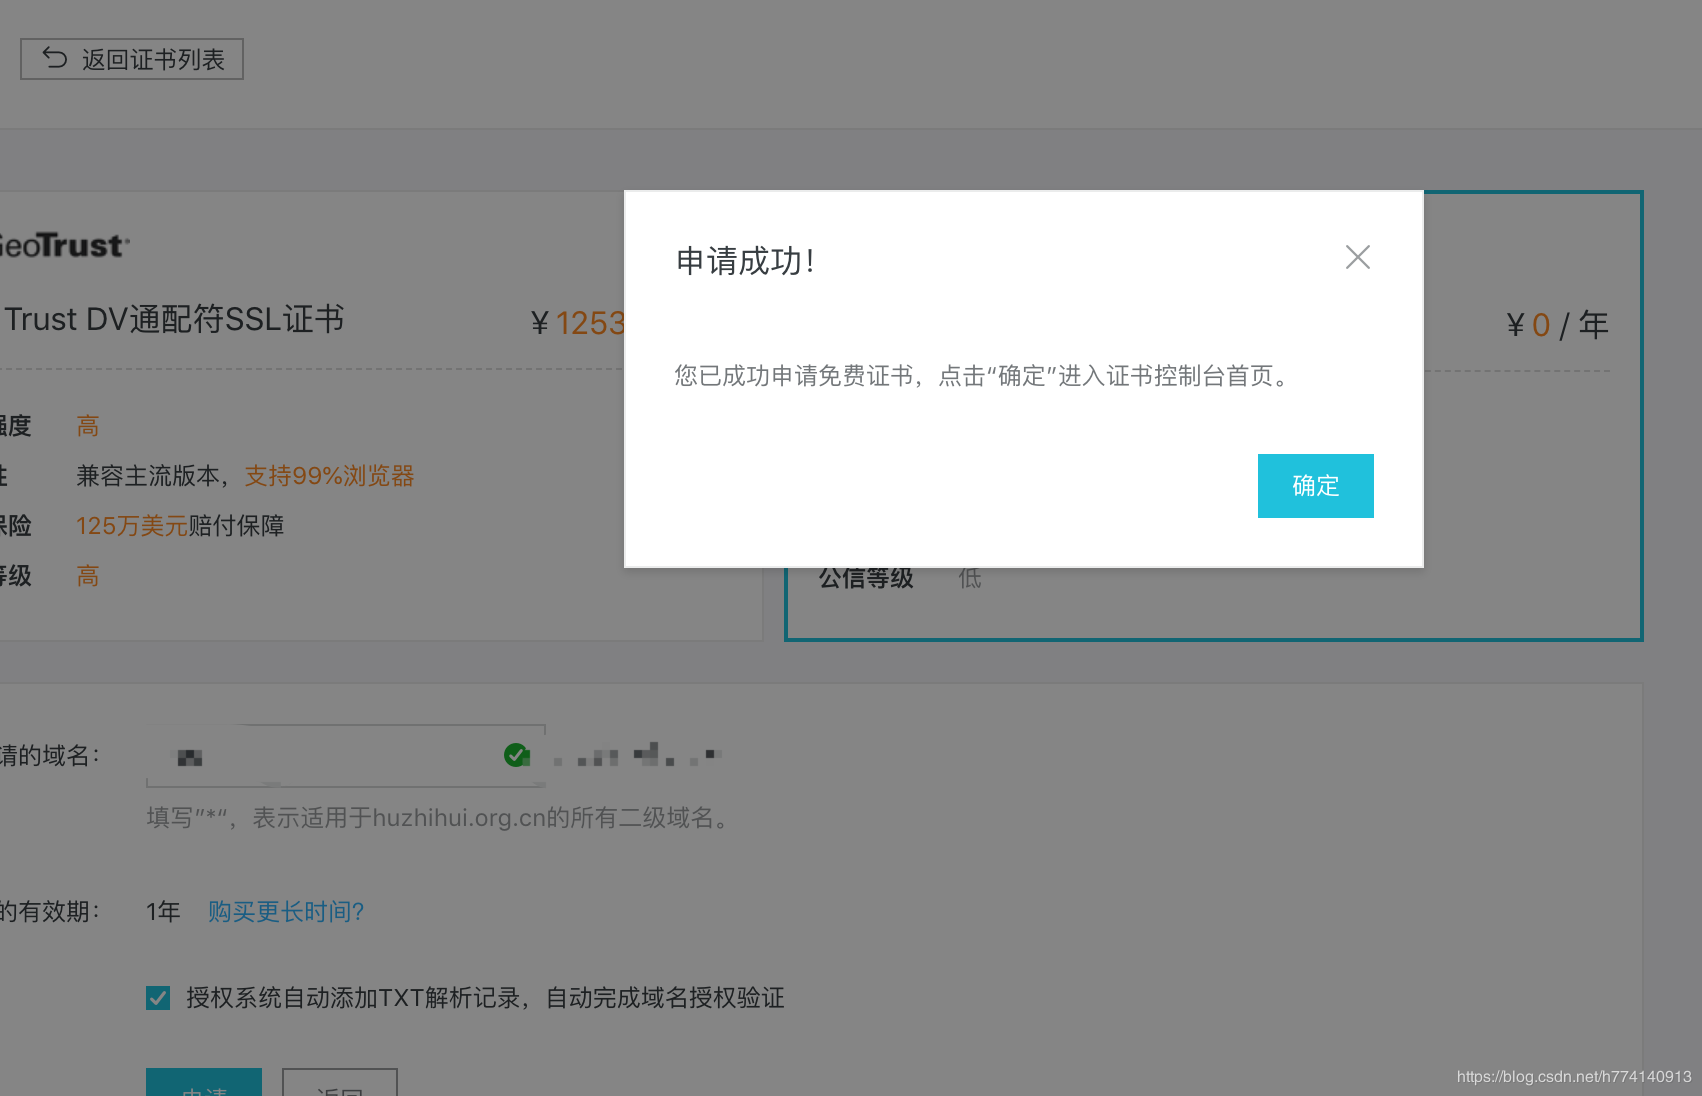 返回证书列表
GeoTrust
Trust DV通配符SSL证书
¥ 1253
申请成功！
¥ 0 / 年
您已成功申请免费证书，点击“确定”进入证书控制台首页。
确定
强度 高
兼容主流版本，支持99%浏览器
保险 125万美元赔付保障
等级 高
公信等级 低
请的域名：
填写”*“，表示适用于huzhihui.org.cn的所有二级域名。
的有效期： 1年 购买更长时间?
授权系统自动添加TXT解析记录，自动完成域名授权验证
申请 返回
https://blog.csdn.net/h774140913